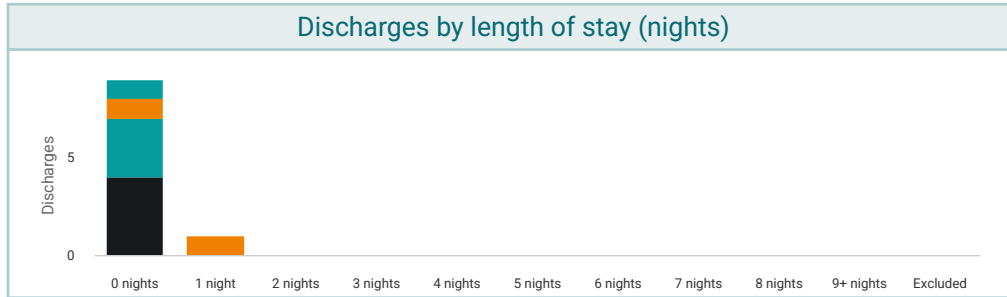 Discharges by length of stay (nights)
Discharges
5
0
0 nights
1 night
2 nights
3 nights
4 nights
5 nights
6 nights
7 nights
8 nights
9+ nights
Excluded